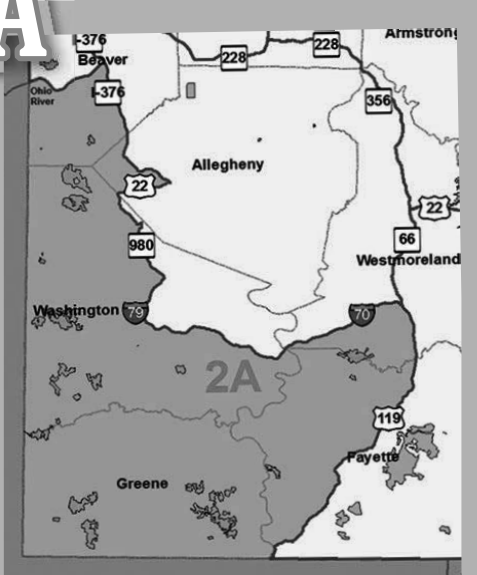 A
I-376
Beaver
228
228
Armstrong
Ohio
River
I-376
356
Allegheny
22
22
980
66
Westmoreland
Washington
79
70
2A
119
Fayette
Greene